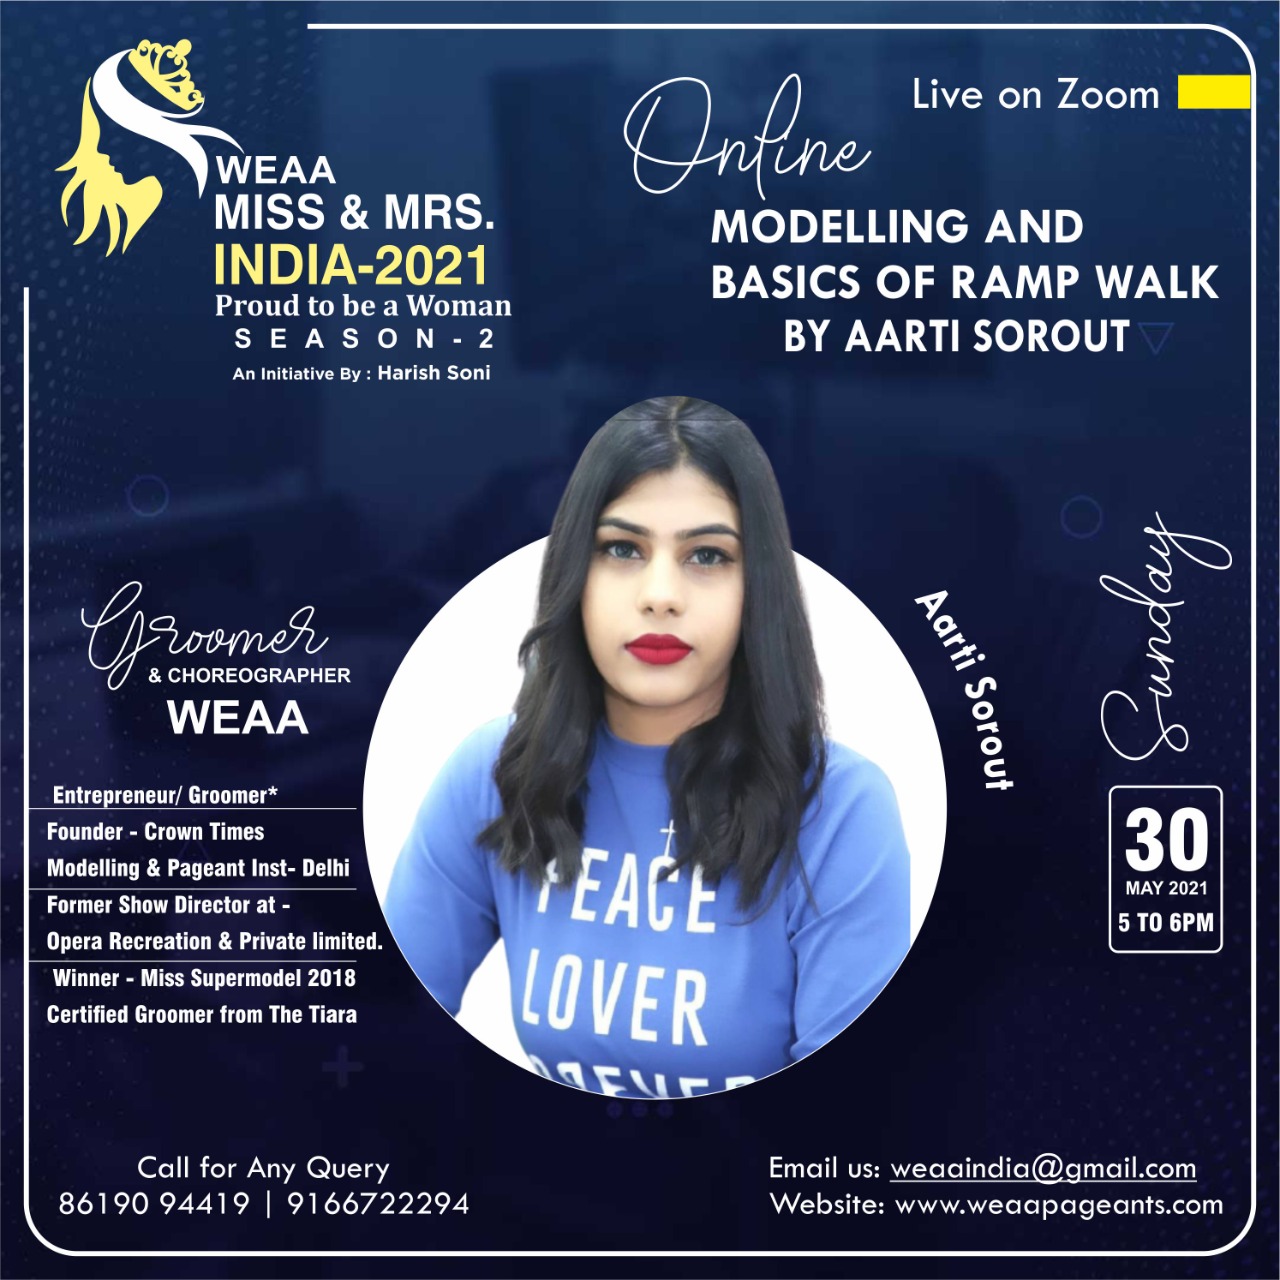 WEAA
MISS & MRS.
INDIA-2021
Proud to be a Woman
SEASON-2
An Initiative By : Harish Soni
Live on Zoom
Online
MODELLING AND
BASICS OF RAMP WALK
BY AARTI SOROUT
Groomer
& CHOREOGRAPHER
WEAA
Entrepreneur/ Groomer*
Founder - Crown Times
Modelling & Pageant Inst- Delhi
Former Show Director at -
Opera Recreation & Private limited.
Winner - Miss Supermodel 2018
Certified Groomer from The Tiara
PEACE
LOVER
FOREVER
Aarti Sorout
Sunday
30
MAY 2021
5 TO 6PM
Call for Any Query
86190 94419 | 9166722294
Email us: weaaindia@gmail.com
Website: www.weaapageants.com